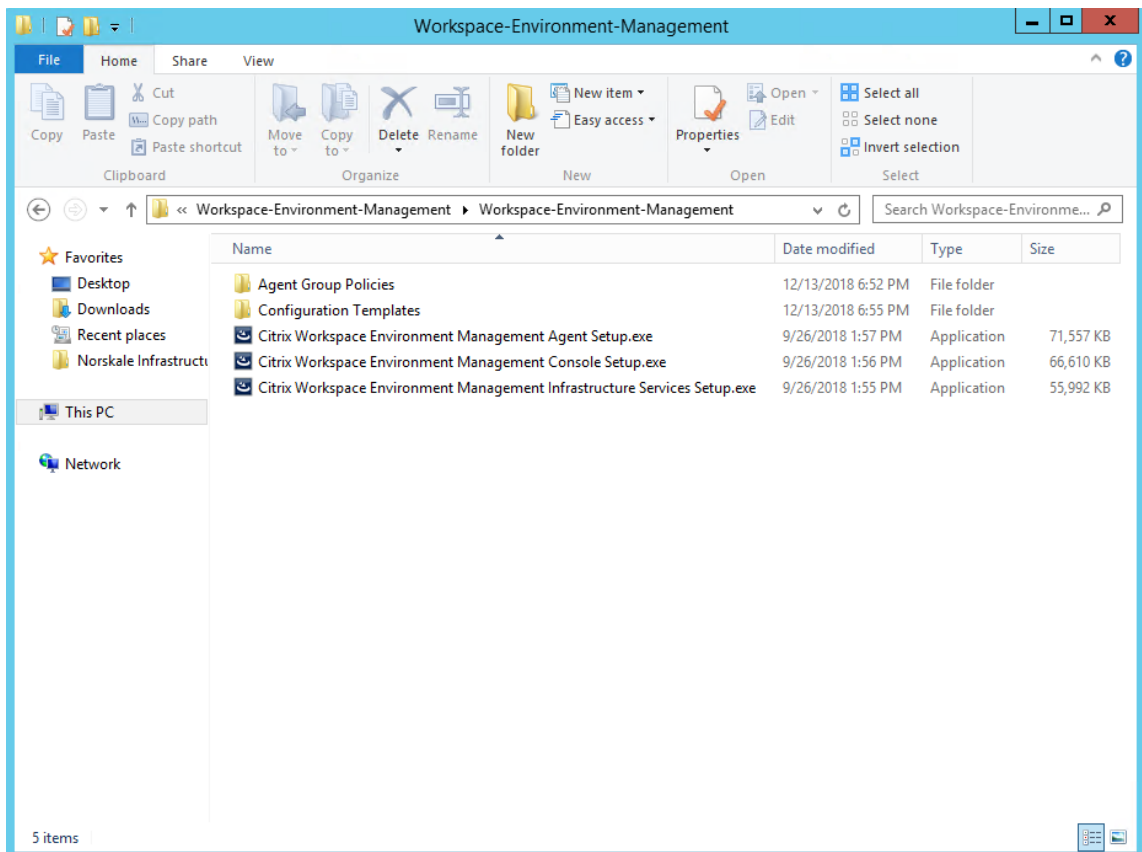 Workspace-Environment-Management
File Home Share View
Copy
Paste
Cut
Copy path
Paste shortcut
Clipboard
Move to
Copy to
Delete
Rename
Organize
New folder
New item
Easy access
New
Properties
Open
Edit
Open
Select all
Select none
Invert selection
Select
« Workspace-Environment-Management Workspace-Environment-Management
Search Workspace-Environme...
Favorites
Desktop
Downloads
Recent places
Norskale Infrastructu
This PC
Network
Name Date modified Type Size
Agent Group Policies 12/13/2018 6:52 PM File folder
Configuration Templates 12/13/2018 6:55 PM File folder
Citrix Workspace Environment Management Agent Setup.exe 9/26/2018 1:57 PM Application 71,557 KB
Citrix Workspace Environment Management Console Setup.exe 9/26/2018 1:56 PM Application 66,610 KB
Citrix Workspace Environment Management Infrastructure Services Setup.exe 9/26/2018 1:55 PM Application 55,992 KB
5 items